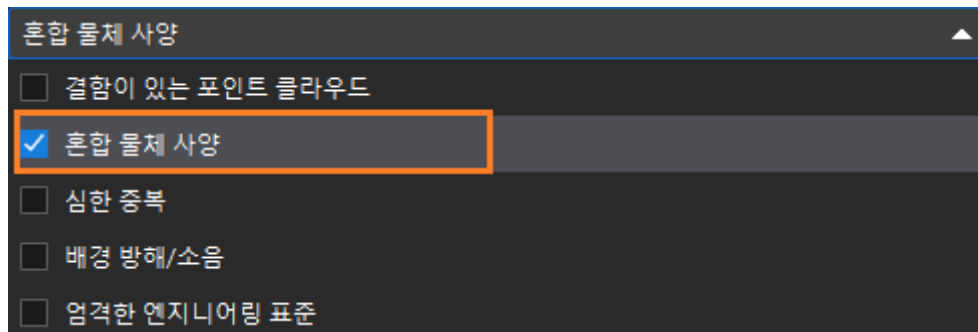 혼합 물체 사양
결함이 있는 포인트 클라우드
혼합 물체 사양
심한 중복
배경 방해/소음
엄격한 엔지니어링 표준